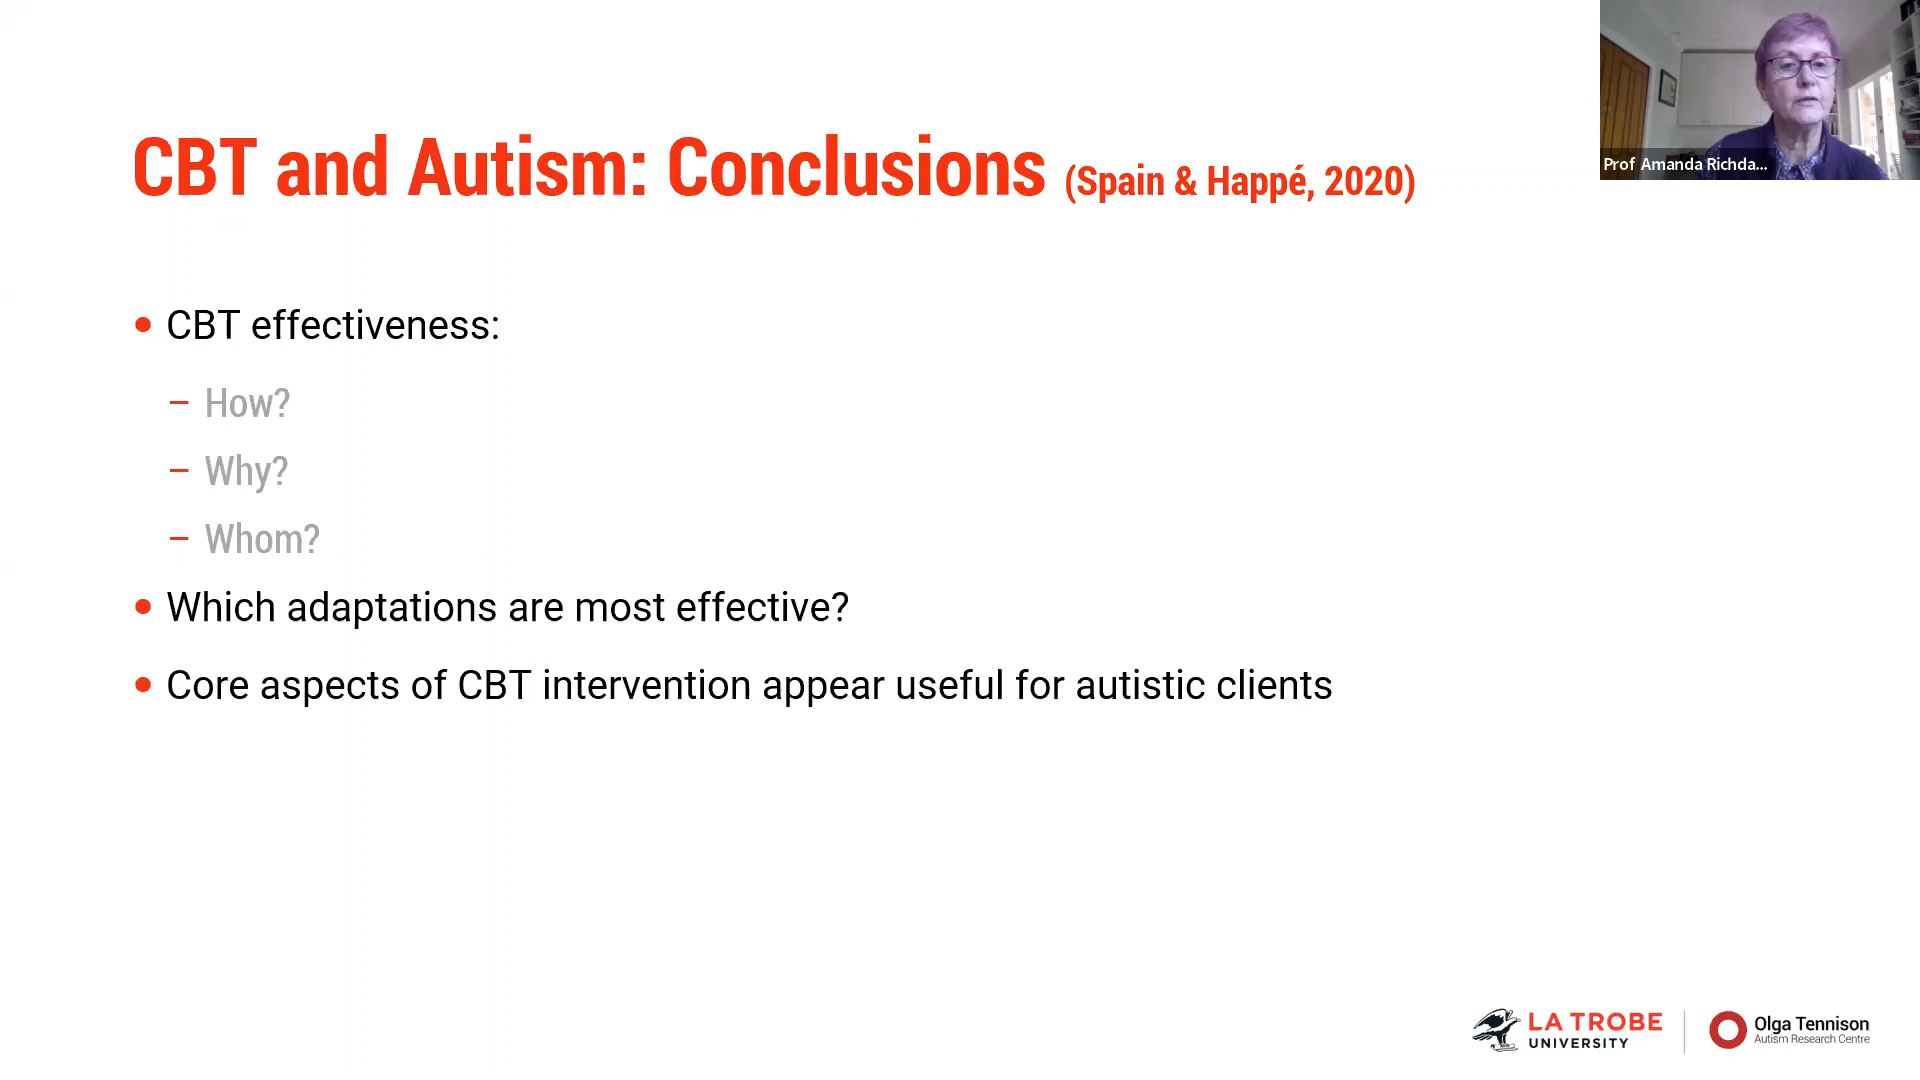 CBT and Autism: Conclusions (Spain & Happé, 2020)
Prof Amanda Richda...
• CBT effectiveness:
– How?
– Why?
– Whom?
• Which adaptations are most effective?
• Core aspects of CBT intervention appear useful for autistic clients
LA TROBE
UNIVERSITY
Olga Tennison
Autism Research Centre